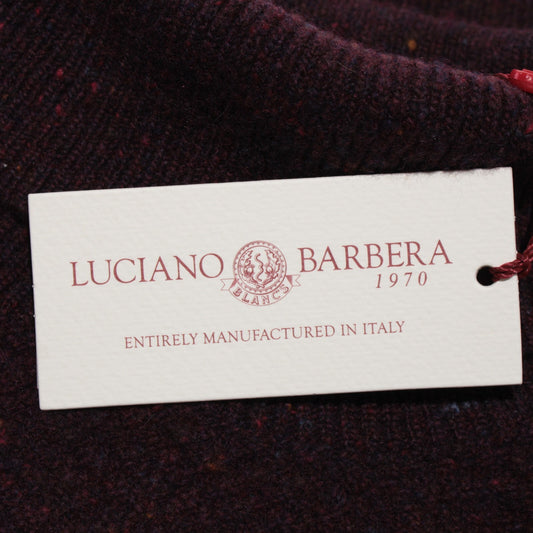 LUCIANO BARBERA
BLANCS
1970
ENTIRELY MANUFACTURED IN ITALY